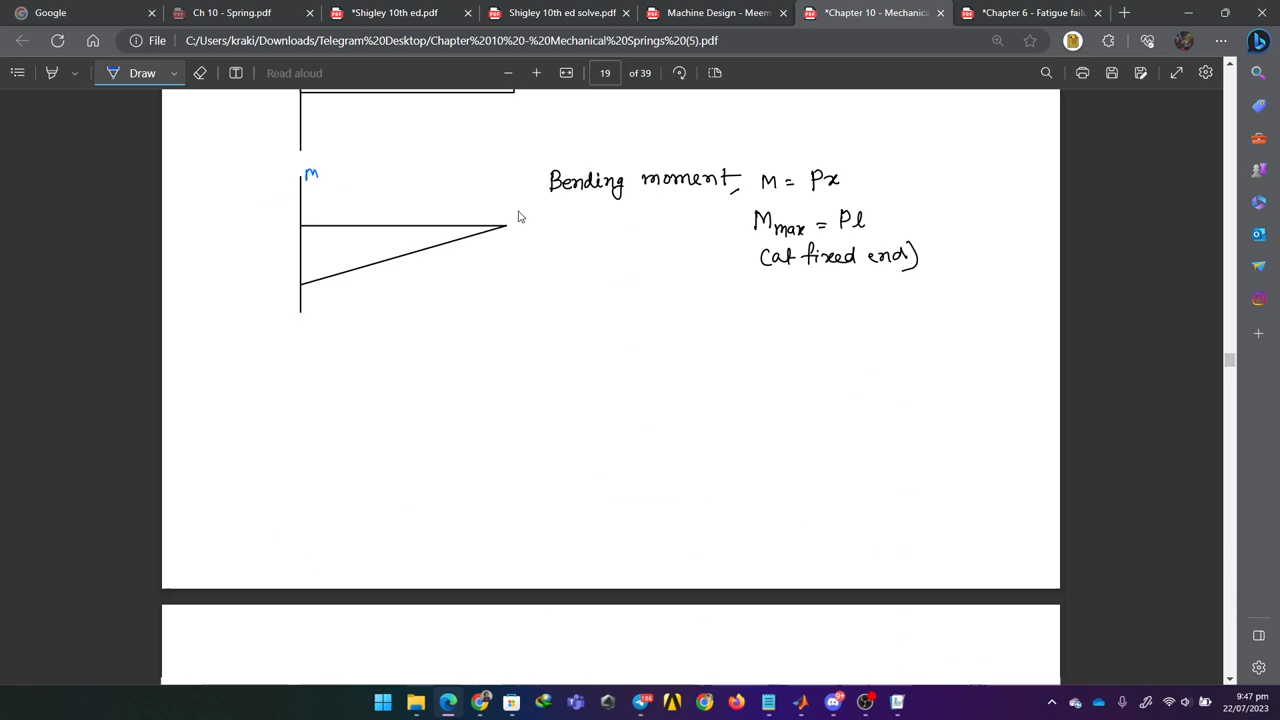 Google
Ch 10 - Spring.pdf
*Shigley 10th ed.pdf
Shigley 10th ed solve.pdf
Machine Design - Meem
*Chapter 10 - Mechanica
*Chapter 6 - Fatigue failu
File
C:/Users/kraki/Downloads/Telegram%20Desktop/Chapter%2010%20-%20Mechanical%20Springs%20(5).pdf
Draw
Read aloud
19 of 39
M
Bending moment, M = Px
Mmax = Pl
(at fixed end)
9:47 pm
22/07/2023